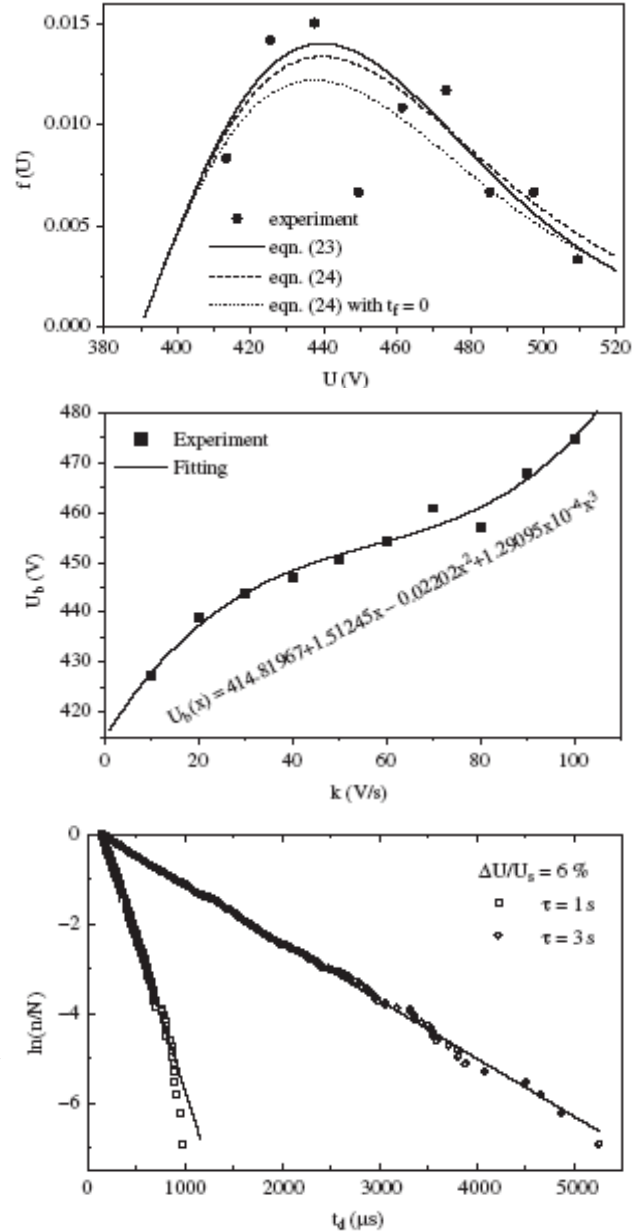 0.015
0.010
0.005
0.000
f (U)
experiment
eqn. (23)
eqn. (24)
eqn. (24) with t_f = 0
380 400 420 440 460 480 500 520
U (V)
480
470
460
450
440
430
420
U_b (V)
Experiment
Fitting
U_b(x) = 414.81967+1.51245x – 0.02202x^2+1.29095x10^-4x^3
0 20 40 60 80 100
k (V/s)
0
−2
−4
−6
ln(n/N)
ΔU/U_s = 6 %
τ = 1 s
τ = 3 s
0 1000 2000 3000 4000 5000
t_d (μs)